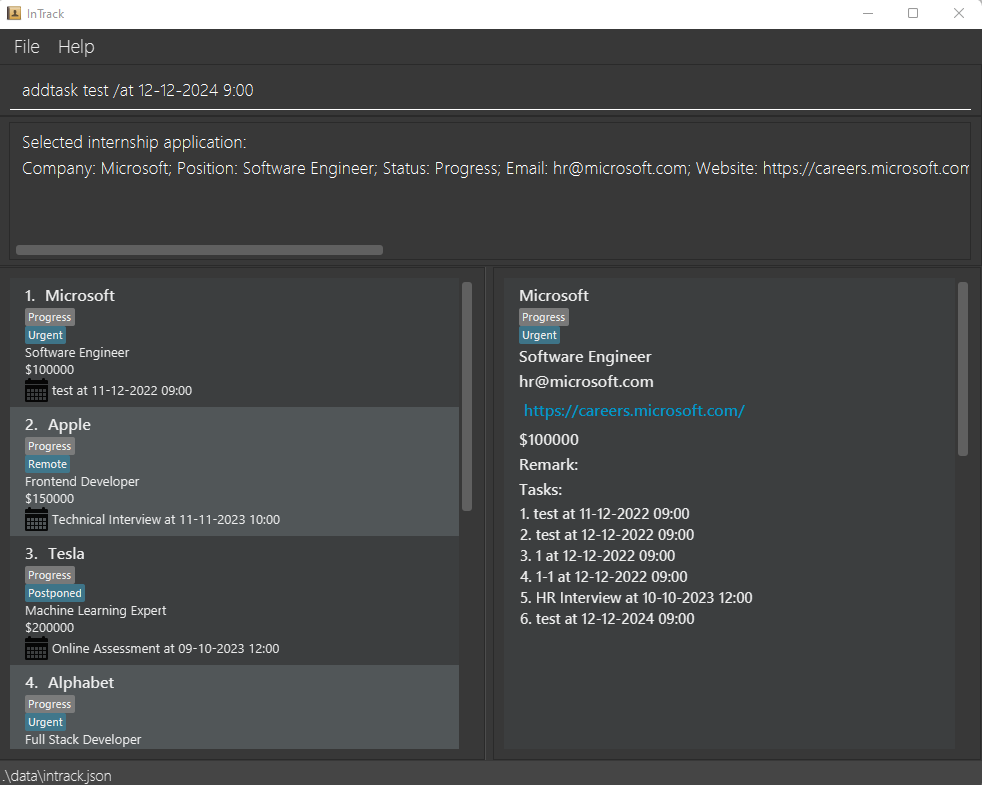 InTrack
File Help
addtask test /at 12-12-2024 9:00
Selected internship application:
Company: Microsoft; Position: Software Engineer; Status: Progress; Email: hr@microsoft.com; Website: https://careers.microsoft.com
1. Microsoft
Progress
Urgent
Software Engineer
$100000
test at 11-12-2022 09:00
2. Apple
Progress
Remote
Frontend Developer
$150000
Technical Interview at 11-11-2023 10:00
3. Tesla
Progress
Postponed
Machine Learning Expert
$200000
Online Assessment at 09-10-2023 12:00
4. Alphabet
Progress
Urgent
Full Stack Developer
Microsoft
Progress
Urgent
Software Engineer
hr@microsoft.com
https://careers.microsoft.com/
$100000
Remark:
Tasks:
1. test at 11-12-2022 09:00
2. test at 12-12-2022 09:00
3. 1 at 12-12-2022 09:00
4. 1-1 at 12-12-2022 09:00
5. HR Interview at 10-10-2023 12:00
6. test at 12-12-2024 09:00
.\data\intrack.json